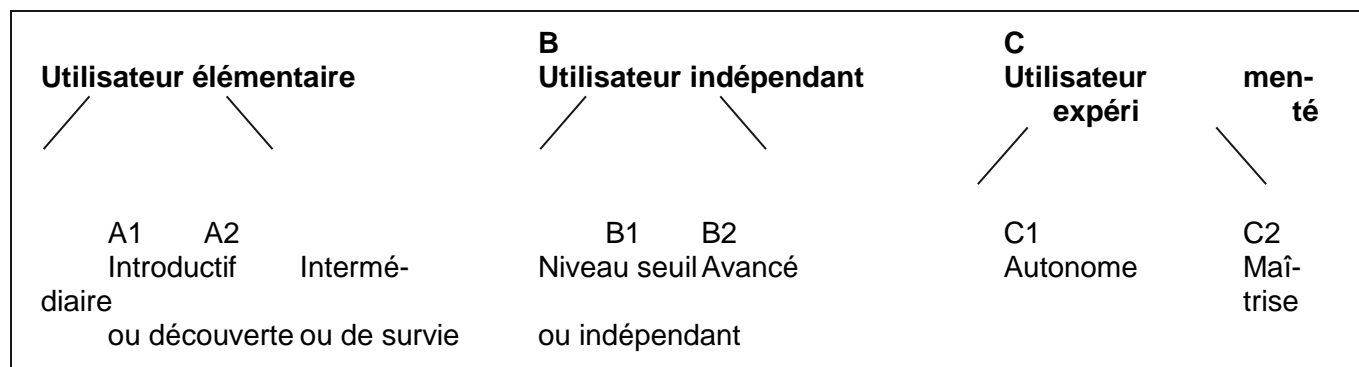 B C
Utilisateur élémentaire Utilisateur indépendant Utilisateur men-
expéri té
A1 A2 B1 B2 C1 C2
Introductif Intermé- Niveau seuil Avancé Autonome Maî-
diaire trise
ou découverte ou de survie ou indépendant